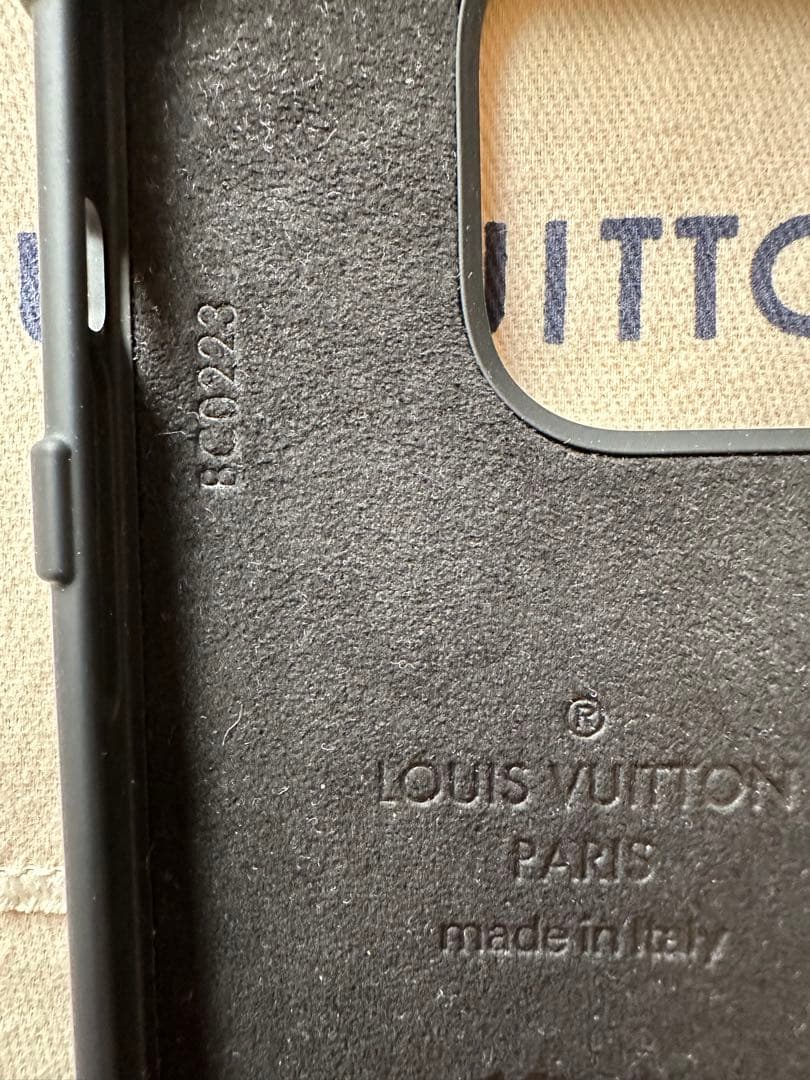 UITTO
BC0223
®
LOUIS VUITTON
PARIS
made in Italy